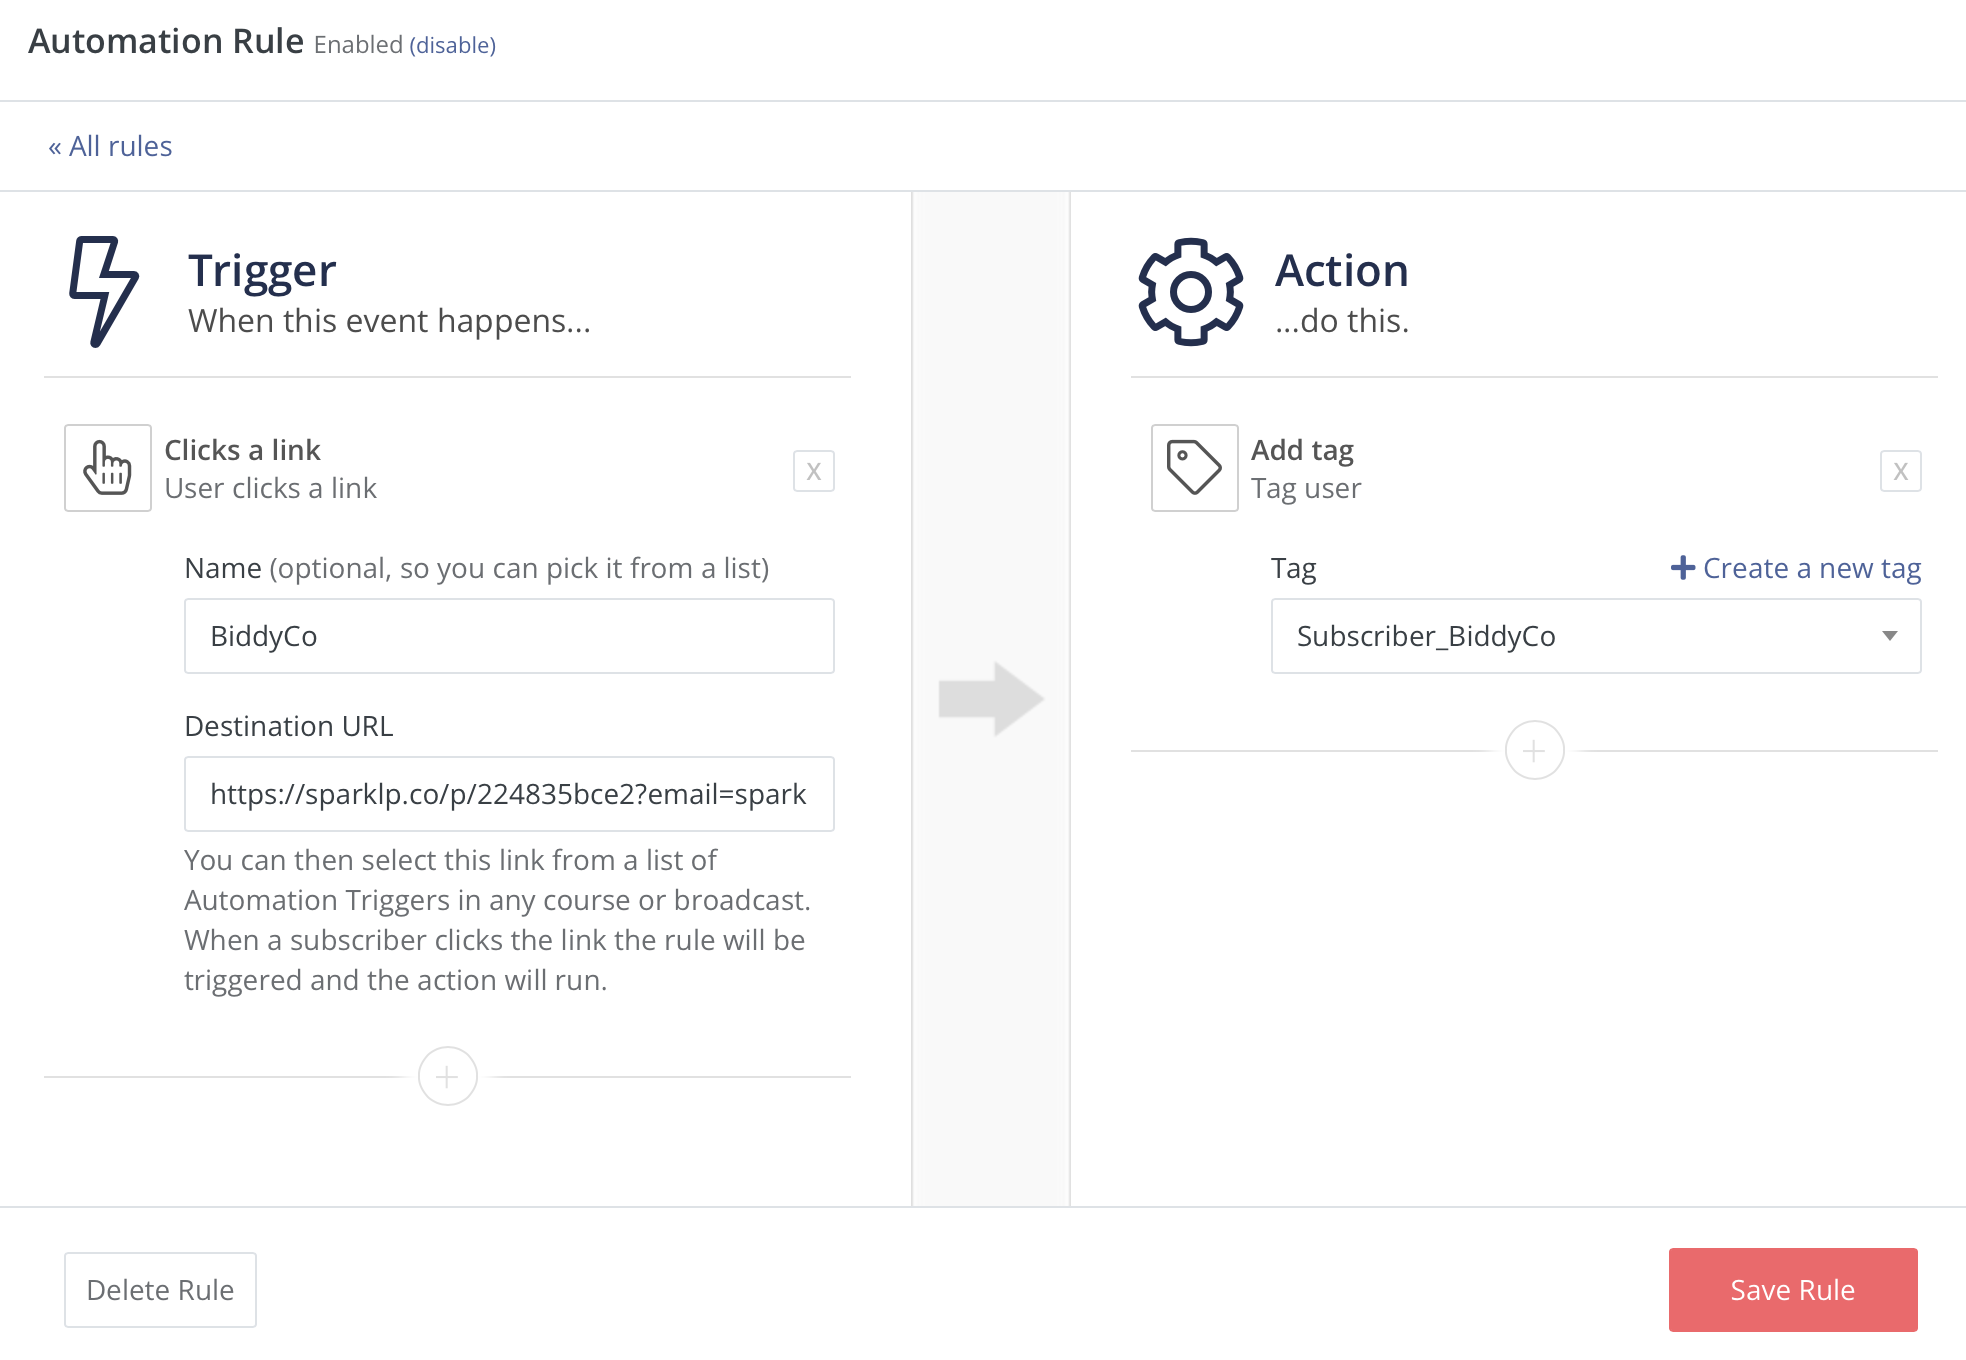 Automation Rule Enabled (disable)
« All rules
Trigger
When this event happens...
Clicks a link
User clicks a link
X
Name (optional, so you can pick it from a list)
BiddyCo
Destination URL
https://sparklp.co/p/224835bce2?email=spark
You can then select this link from a list of
Automation Triggers in any course or broadcast.
When a subscriber clicks the link the rule will be
triggered and the action will run.
Action
...do this.
Add tag
Tag user
X
Tag
Create a new tag
Subscriber_BiddyCo
Delete Rule
Save Rule